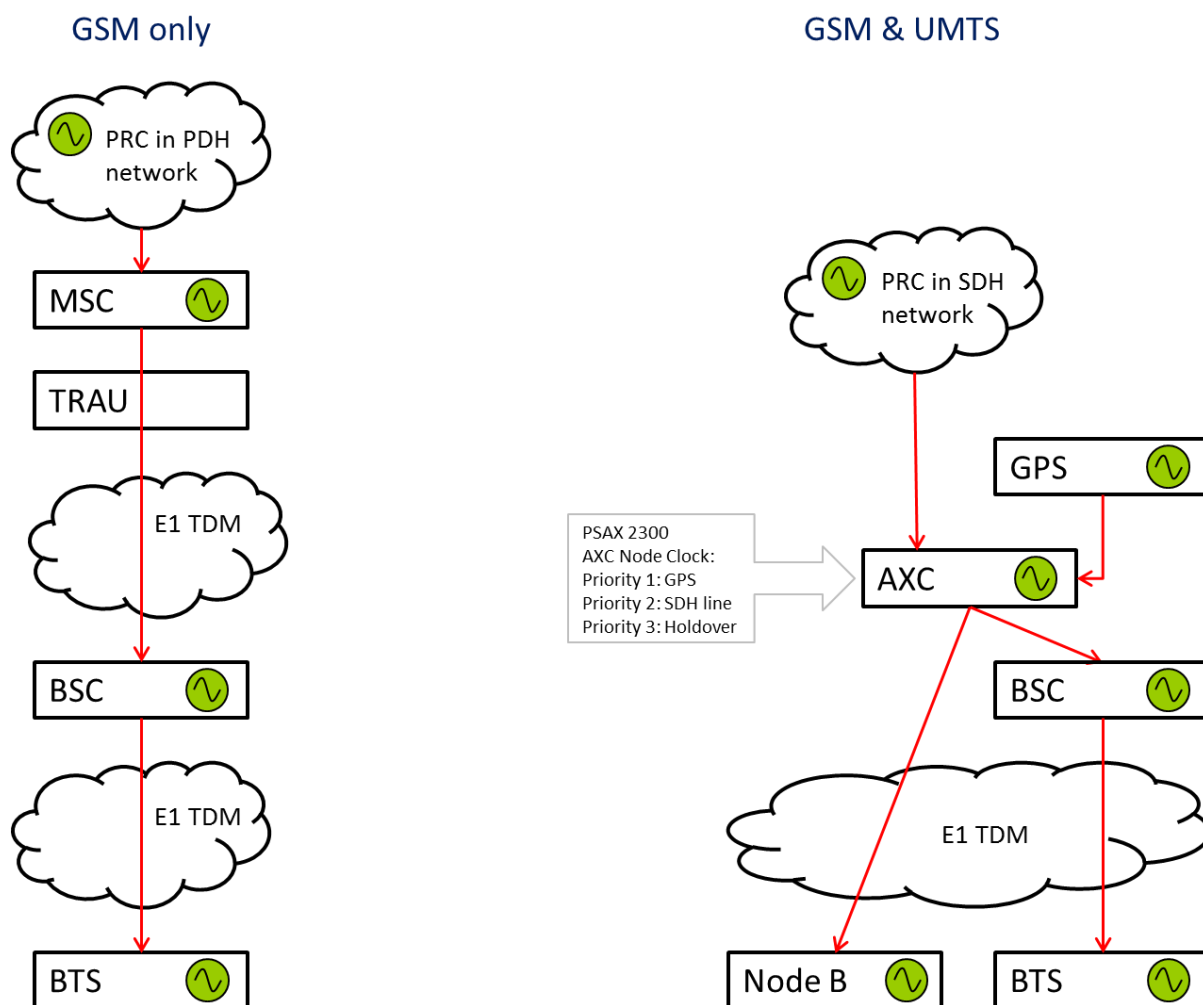 GSM only
GSM & UMTS
PRC in PDH
network
MSC
TRAU
E1 TDM
BSC
E1 TDM
BTS
PRC in SDH
network
GPS
PSAX 2300
AXC Node Clock:
Priority 1: GPS
Priority 2: SDH line
Priority 3: Holdover
AXC
BSC
E1 TDM
Node B
BTS